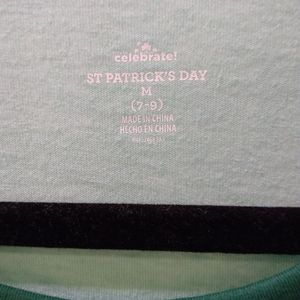 celebrate!
ST PATRICK'S DAY
M
(7-9)
MADE IN CHINA
HECHO EN CHINA